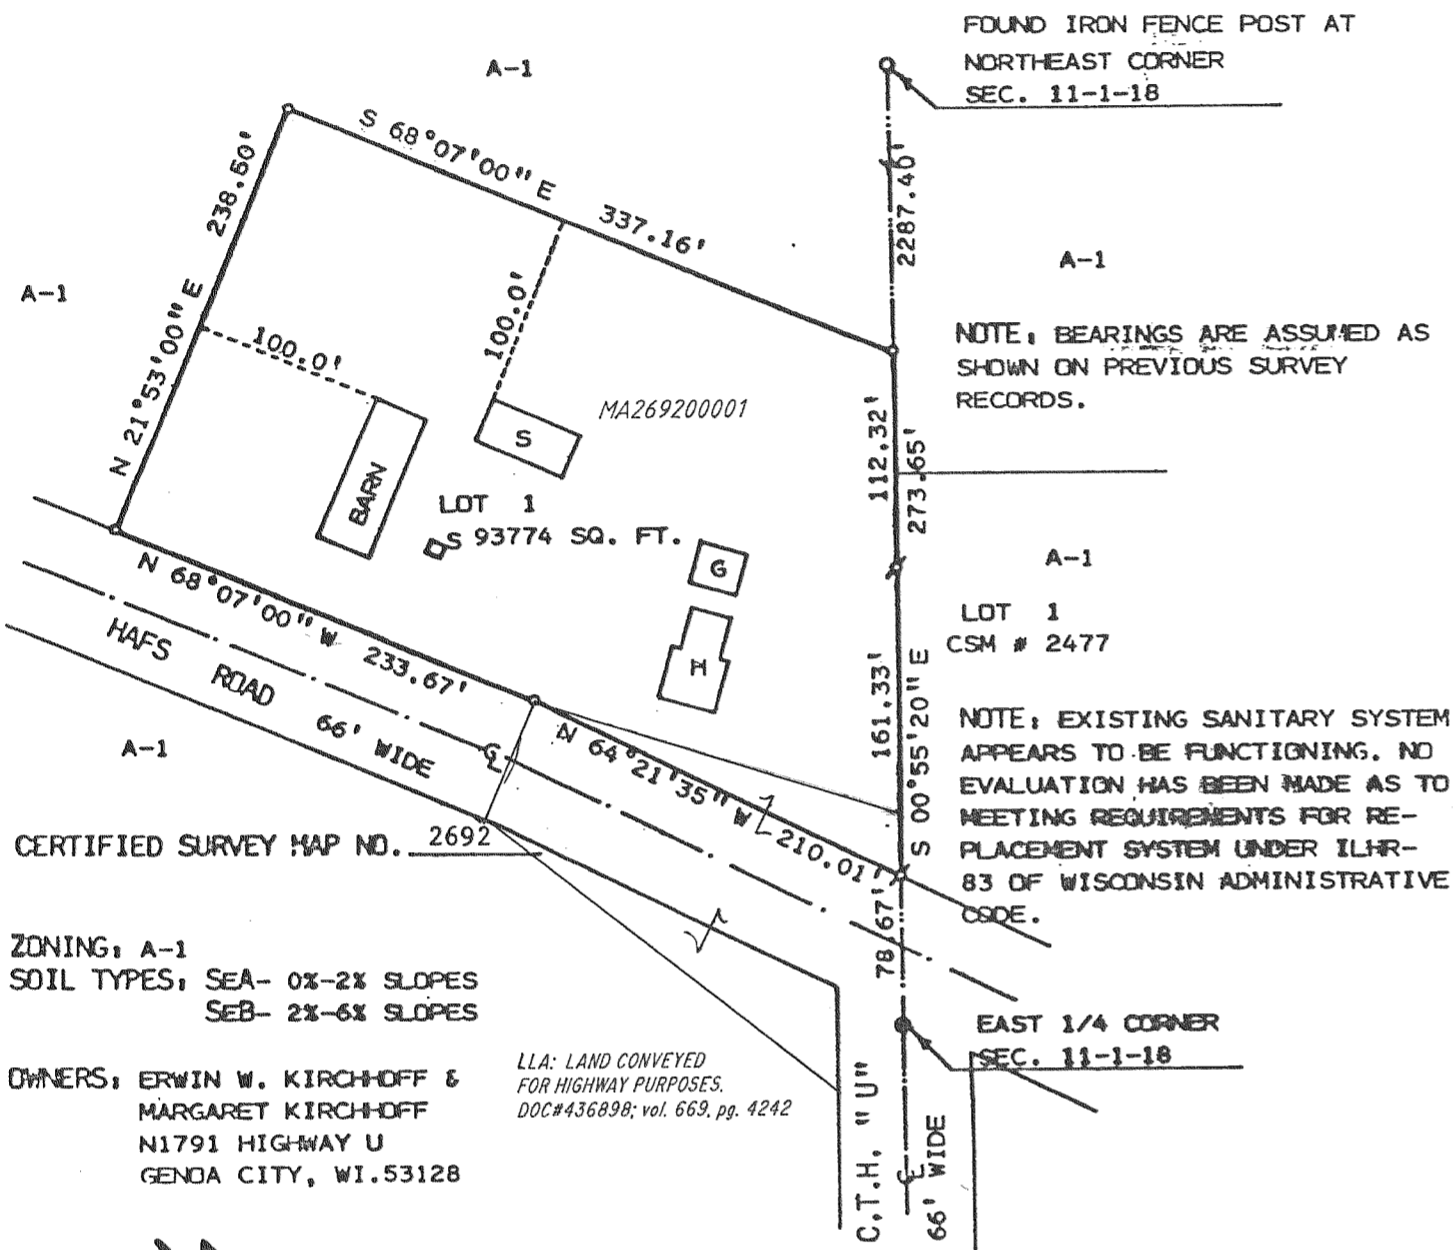 FOUND IRON FENCE POST AT
NORTHEAST CORNER
SEC. 11-1-18
A-1
S 68°07'00" E
337.16'
238.60'
N 21°53'00" E
2287.40'
A-1
A-1
100.0'
100.0'
NOTE: BEARINGS ARE ASSUMED AS
SHOWN ON PREVIOUS SURVEY
RECORDS.
MA269200001
S
BARN
112.32'
273.65'
LOT 1
S 93774 SQ. FT.
G
H
A-1
LOT 1
CSM # 2477
N 68°07'00" W 233.67'
HAFS ROAD 66' WIDE
CL
A-1
N 64°21'35" W 210.01'
161.33'
S 00°55'20" E
NOTE: EXISTING SANITARY SYSTEM
APPEARS TO BE FUNCTIONING. NO
EVALUATION HAS BEEN MADE AS TO
MEETING REQUIREMENTS FOR RE-
PLACEMENT SYSTEM UNDER ILHR-
83 OF WISCONSIN ADMINISTRATIVE
CODE.
CERTIFIED SURVEY MAP NO. 2692
78.67'
ZONING: A-1
SOIL TYPES: SEA- 0%-2% SLOPES
SEB- 2%-6% SLOPES
EAST 1/4 CORNER
SEC. 11-1-18
OWNERS: ERWIN W. KIRCHHOFF &
MARGARET KIRCHHOFF
N1791 HIGHWAY U
GENOA CITY, WI.53128
LLA: LAND CONVEYED
FOR HIGHWAY PURPOSES.
DOC#436898; vol. 669, pg. 4242
C.T.H. "U"
CL
66' WIDE